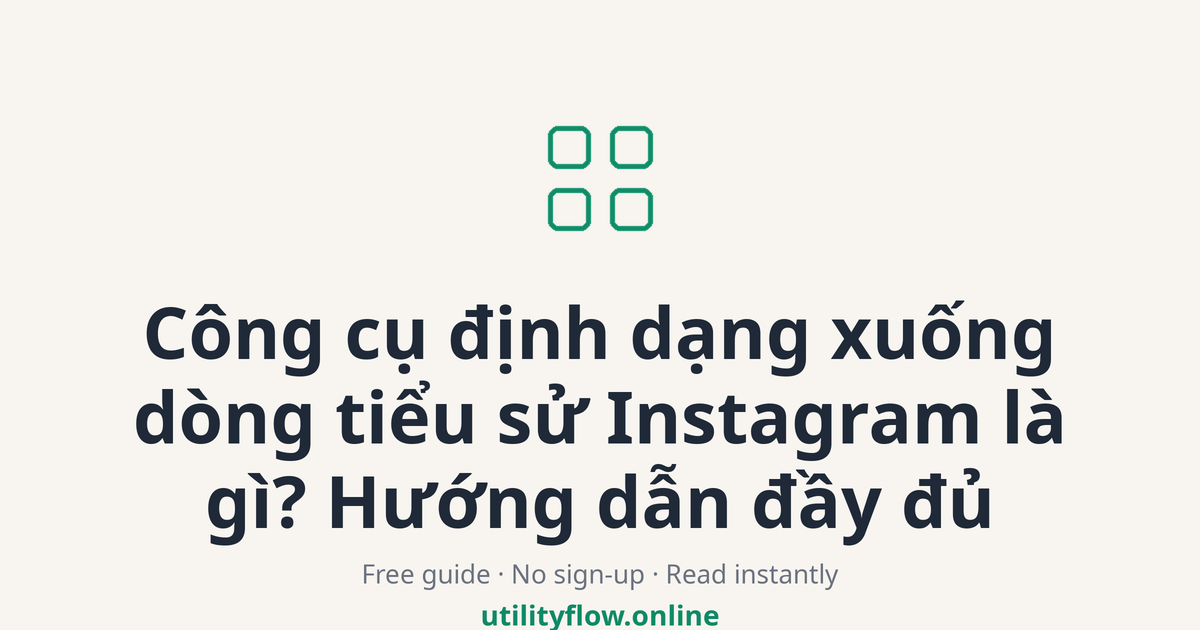 Công cụ định dạng xuống
dòng tiểu sử Instagram là
gì? Hướng dẫn đầy đủ
Free guide · No sign-up · Read instantly
utilityflow.online